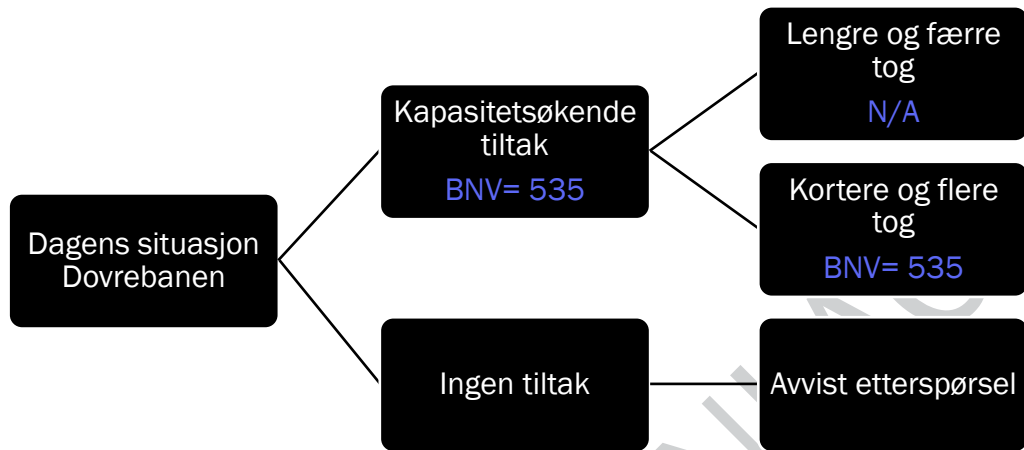 Lengre og færre
tog
N/A
Kapasitetsøkende
tiltak
BNV= 535
Kortere og flere
tog
BNV= 535
Dagens situasjon
Dovrebanen
Ingen tiltak
Avvist etterspørsel